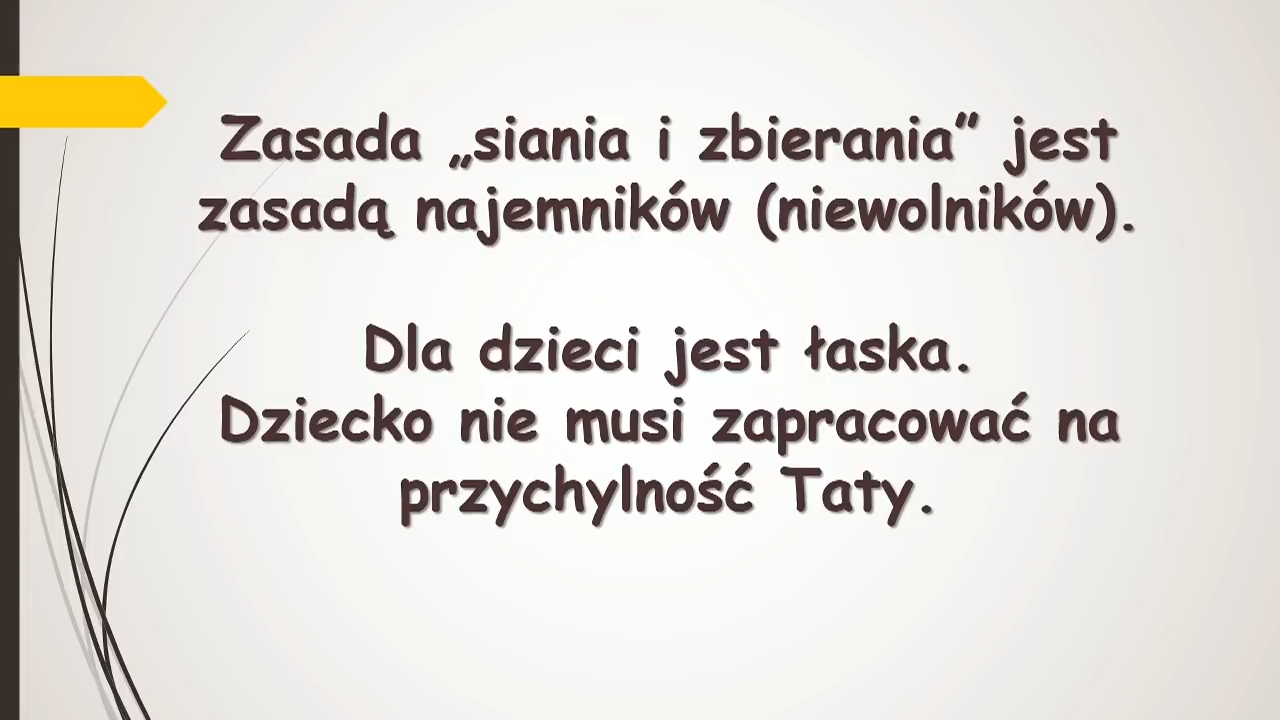 Zasada „siania i zbierania” jest
zasadą najemników (niewolników).
Dla dzieci jest łaska.
Dziecko nie musi zapracować na
przychylność Taty.